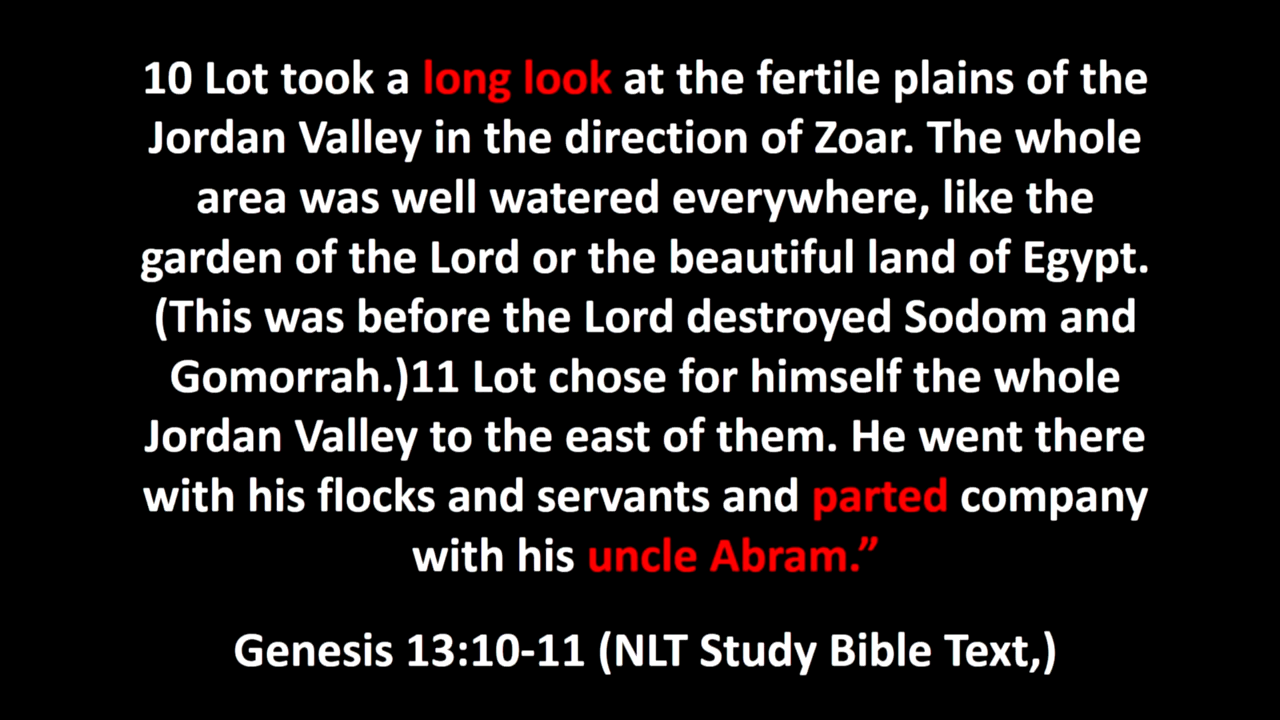 10 Lot took a long look at the fertile plains of the
Jordan Valley in the direction of Zoar. The whole
area was well watered everywhere, like the
garden of the Lord or the beautiful land of Egypt.
(This was before the Lord destroyed Sodom and
Gomorrah.)11 Lot chose for himself the whole
Jordan Valley to the east of them. He went there
with his flocks and servants and parted company
with his uncle Abram.”
Genesis 13:10-11 (NLT Study Bible Text,)